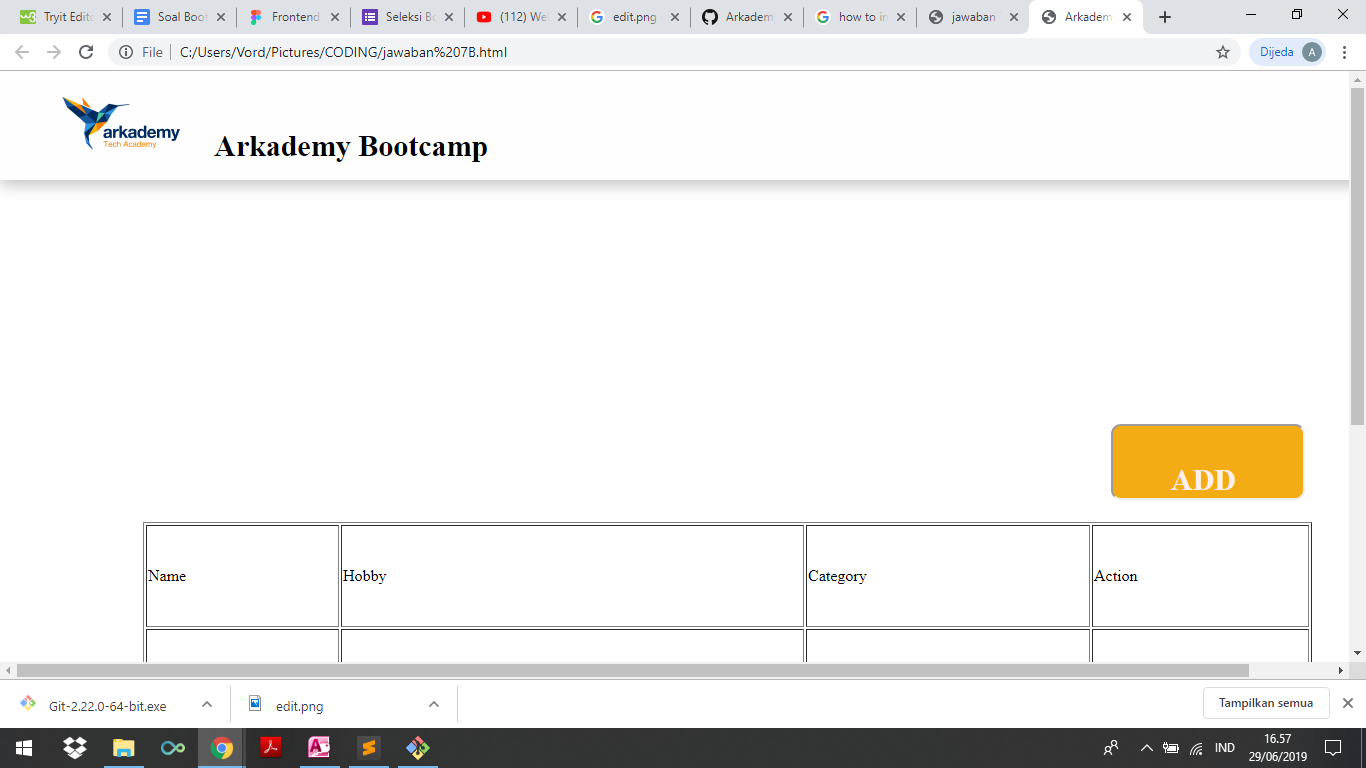 Tryit Edito
Soal Boot
Frontend
Seleksi Bo
(112) Web
edit.png
Arkadem
how to in
jawaban
Arkadem
File
C:/Users/Vord/Pictures/CODING/jawaban%207B.html
Dijeda
A
arkademy
Tech Academy
Arkademy Bootcamp
ADD
Name Hobby Category Action
Git-2.22.0-64-bit.exe
edit.png
Tampilkan semua
IND
16.57
29/06/2019